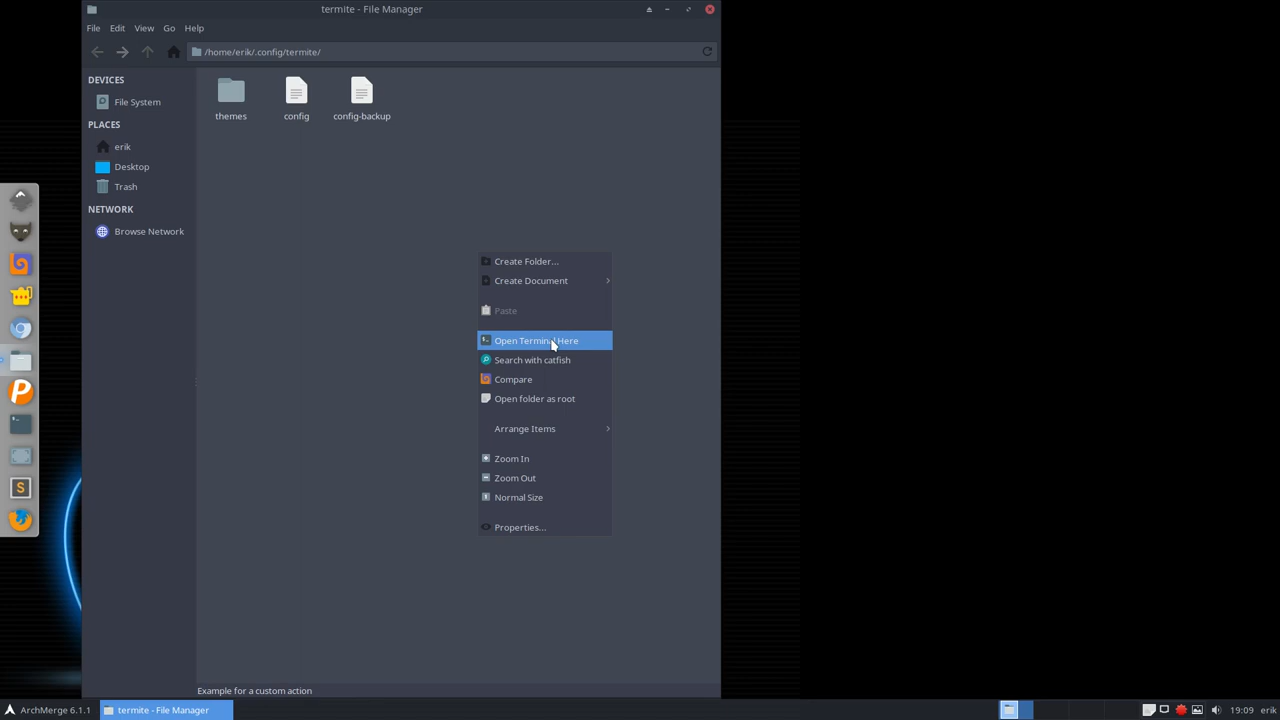 termite - File Manager
File Edit View Go Help
/home/erik/.config/termite/
DEVICES
File System
PLACES
erik
Desktop
Trash
NETWORK
Browse Network
themes config config-backup
Create Folder...
Create Document
Paste
Open Terminal Here
Search with catfish
Compare
Open folder as root
Arrange Items
Zoom In
Zoom Out
Normal Size
Properties...
Example for a custom action
ArchMerge 6.1.1 termite - File Manager 19:09 erik